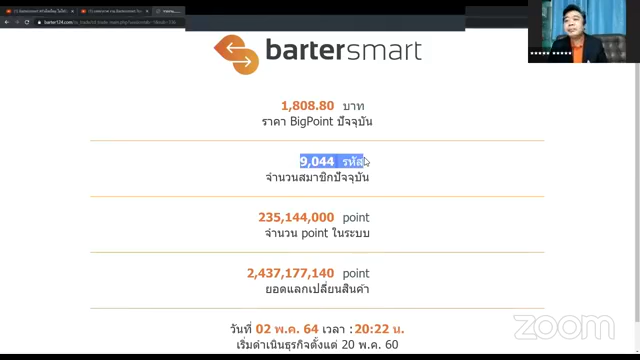 barter124.com
bartersmart
1,808.80 บาท
ราคา BigPoint ปัจจุบัน
9,044 รหัส
จำนวนสมาชิกปัจจุบัน
235,144,000 point
จำนวน point ในระบบ
2,437,177,140 point
ยอดแลกเปลี่ยนสินค้า
วันที่ 02 พ.ค. 64 เวลา : 20:22 น.
เริ่มดำเนินธุรกิจตั้งแต่ 20 พ.ค. 60
zoom